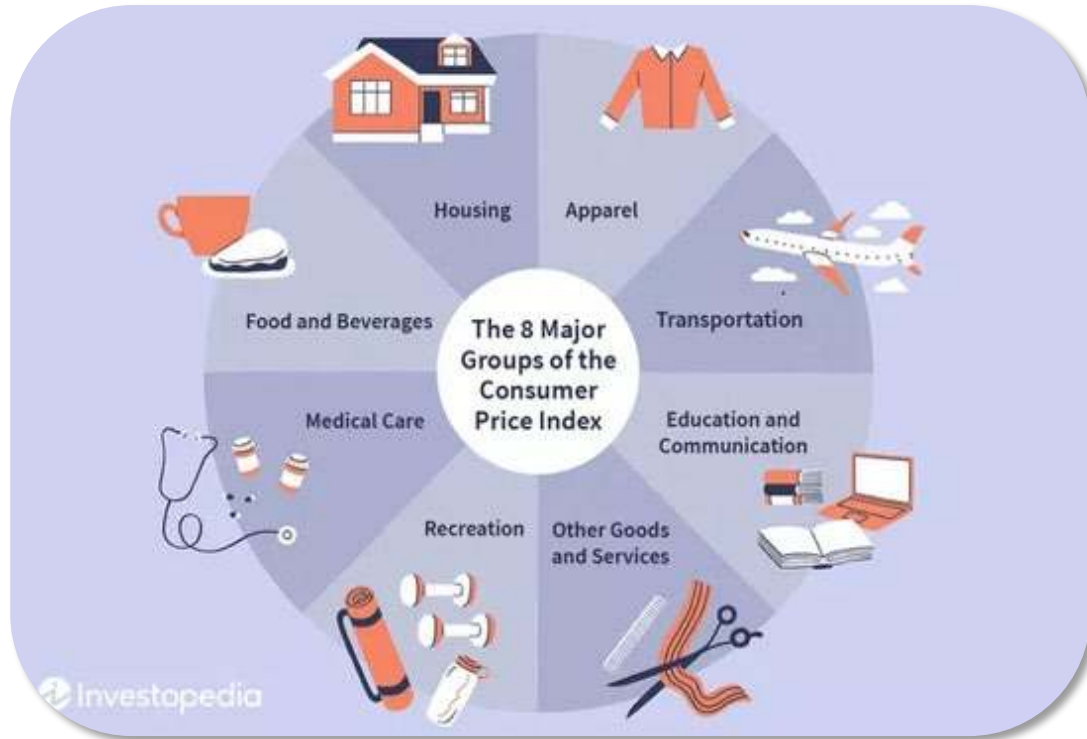 Housing
Apparel
Food and Beverages
Transportation
The 8 Major
Groups of the
Consumer
Price Index
Medical Care
Education and
Communication
Recreation
Other Goods
and Services
Investopedia